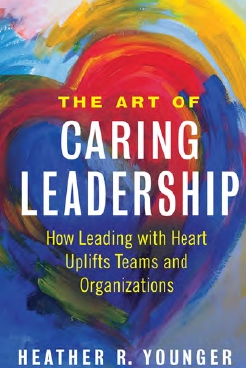 THE ART OF
CARING
LEADERSHIP
How Leading with Heart
Uplifts Teams and
Organizations
HEATHER R. YOUNGER